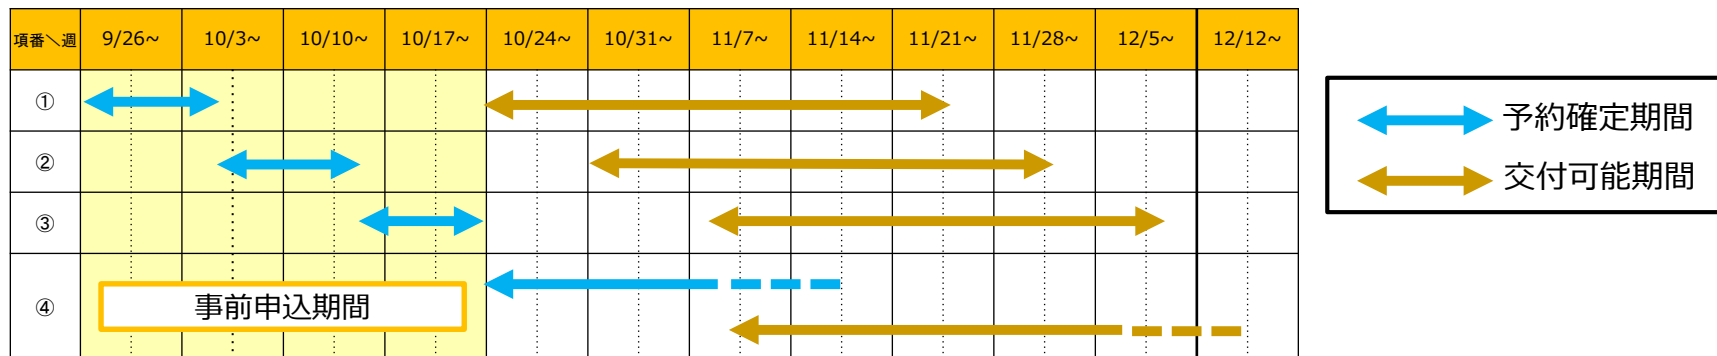 項番＼週 9/26~ 10/3~ 10/10~ 10/17~ 10/24~ 10/31~ 11/7~ 11/14~ 11/21~ 11/28~ 12/5~ 12/12~
①
②
③
④
事前申込期間
予約確定期間
交付可能期間